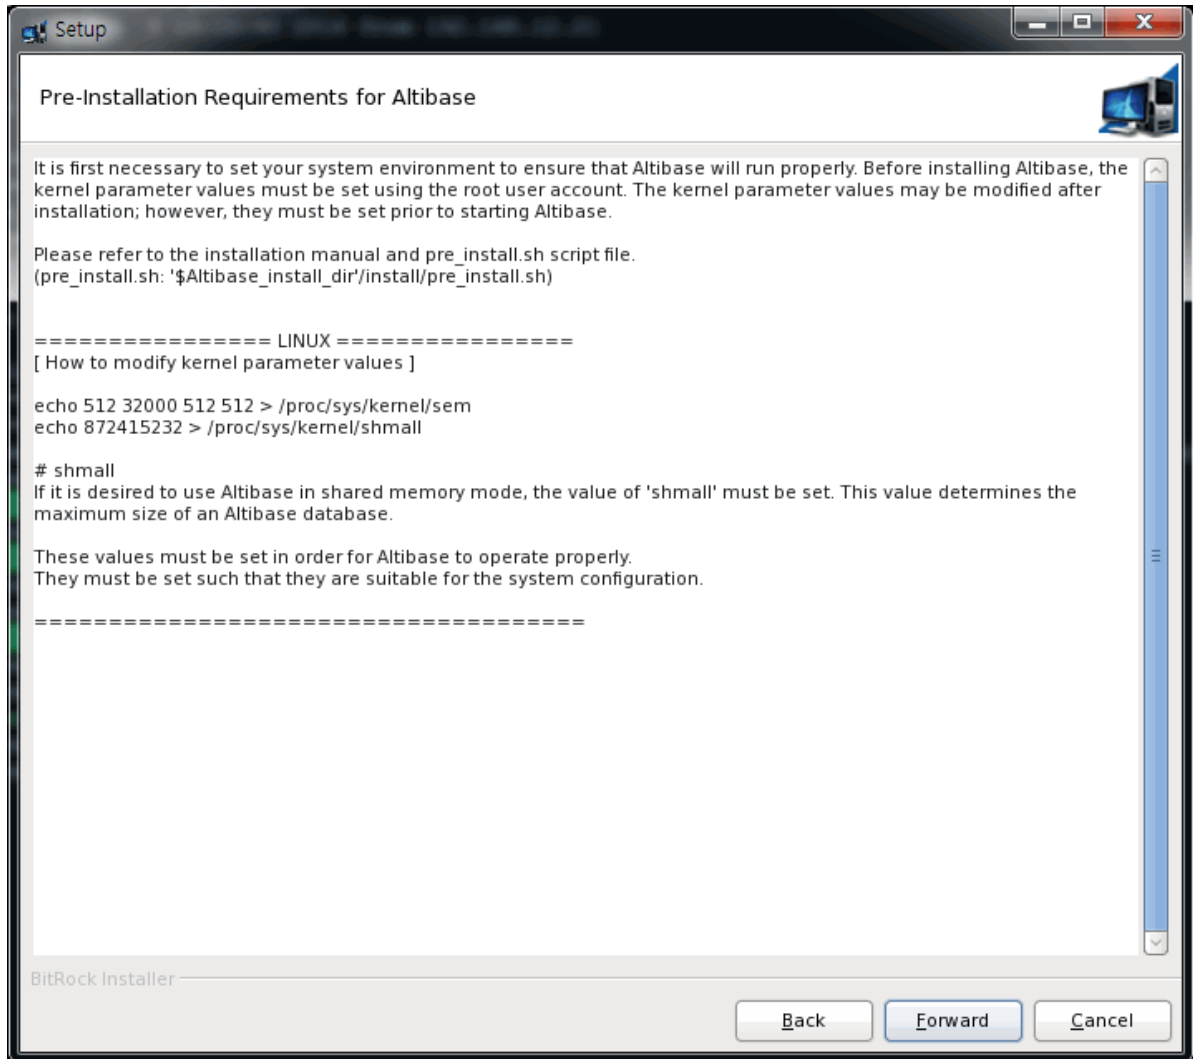 Setup
Pre-Installation Requirements for Altibase
It is first necessary to set your system environment to ensure that Altibase will run properly. Before installing Altibase, the
kernel parameter values must be set using the root user account. The kernel parameter values may be modified after
installation; however, they must be set prior to starting Altibase.
Please refer to the installation manual and pre_install.sh script file.
(pre_install.sh: '$Altibase_install_dir'/install/pre_install.sh)
================ LINUX ================
[ How to modify kernel parameter values ]
echo 512 32000 512 512 > /proc/sys/kernel/sem
echo 872415232 > /proc/sys/kernel/shmall
# shmall
If it is desired to use Altibase in shared memory mode, the value of 'shmall' must be set. This value determines the
maximum size of an Altibase database.
These values must be set in order for Altibase to operate properly.
They must be set such that they are suitable for the system configuration.
=====================================
BitRock Installer
Back
Forward
Cancel